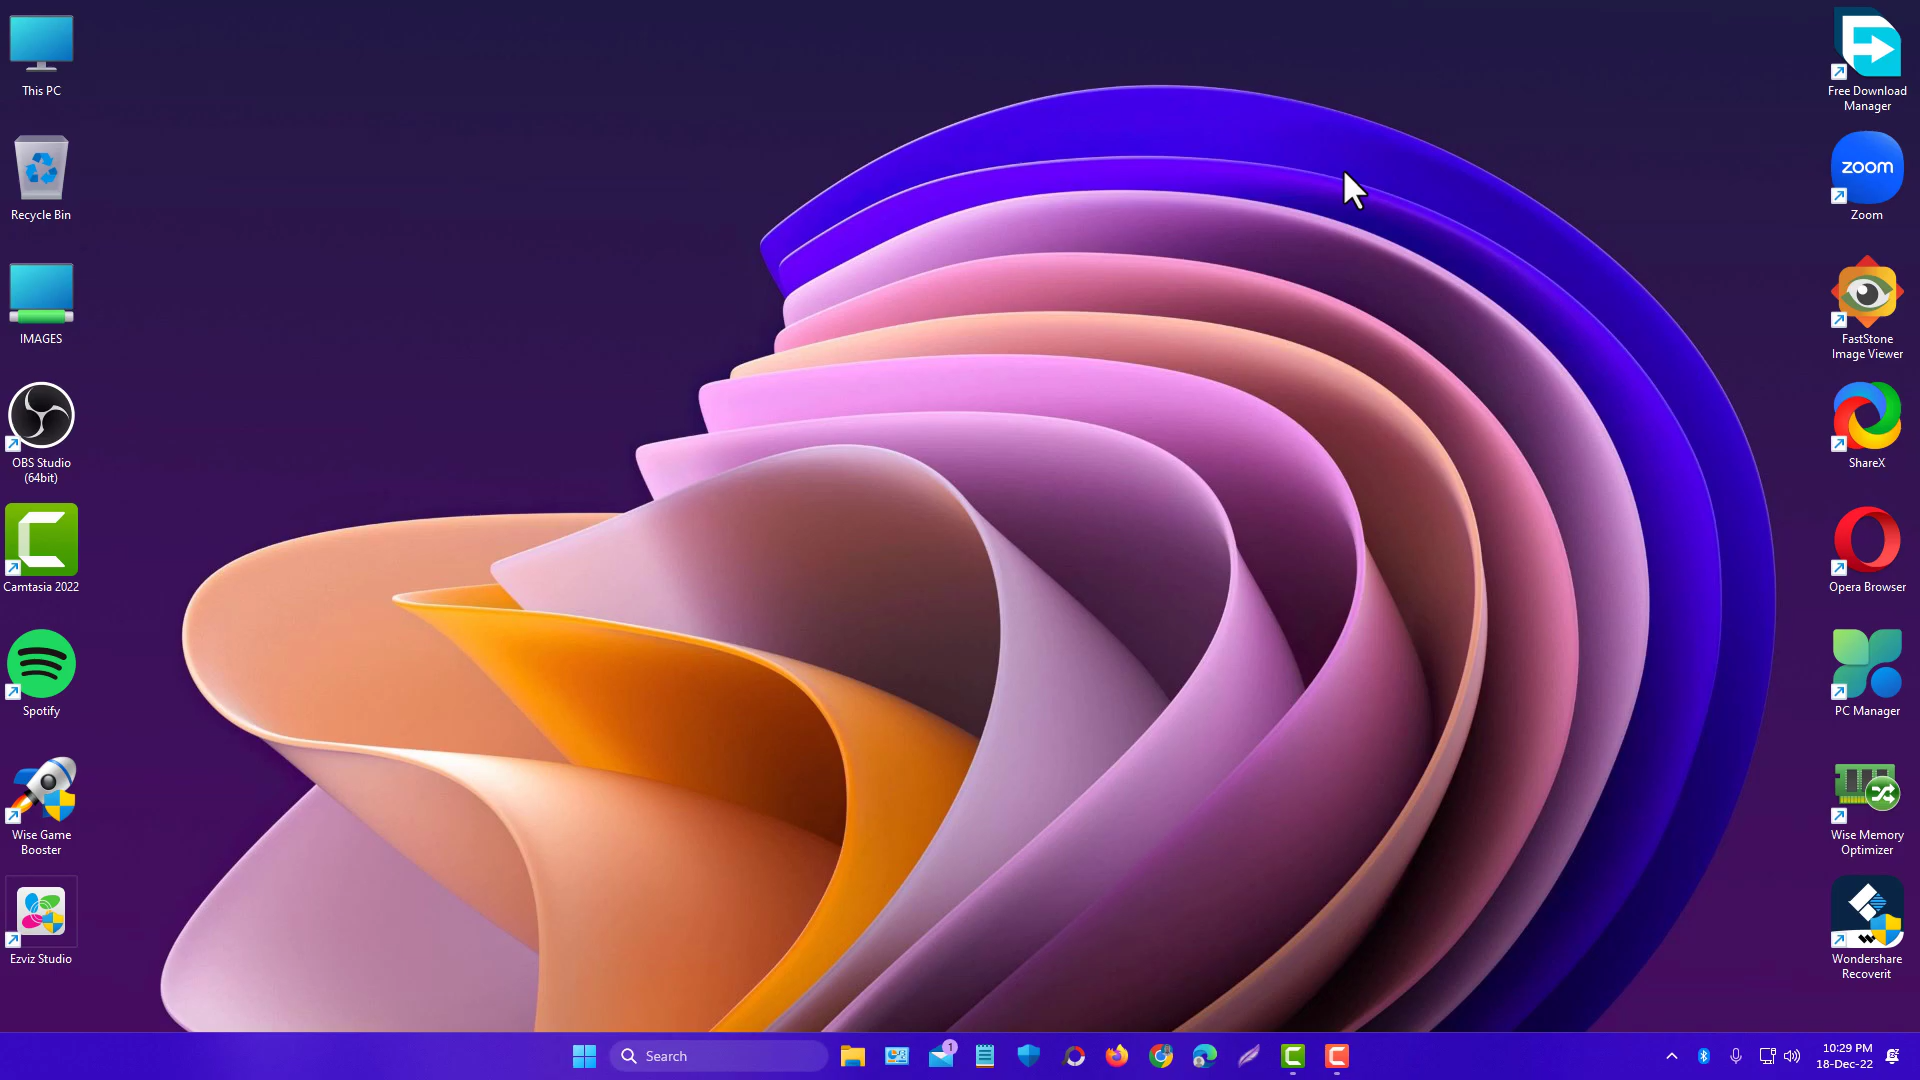 This PC
Recycle Bin
IMAGES
OBS Studio
(64bit)
Camtasia 2022
Spotify
Wise Game
Booster
Ezviz Studio
Free Download
Manager
zoom
Zoom
FastStone
Image Viewer
ShareX
Opera Browser
PC Manager
Wise Memory
Optimizer
Wondershare
Recoverit
Search
1
10:29 PM
18-Dec-22